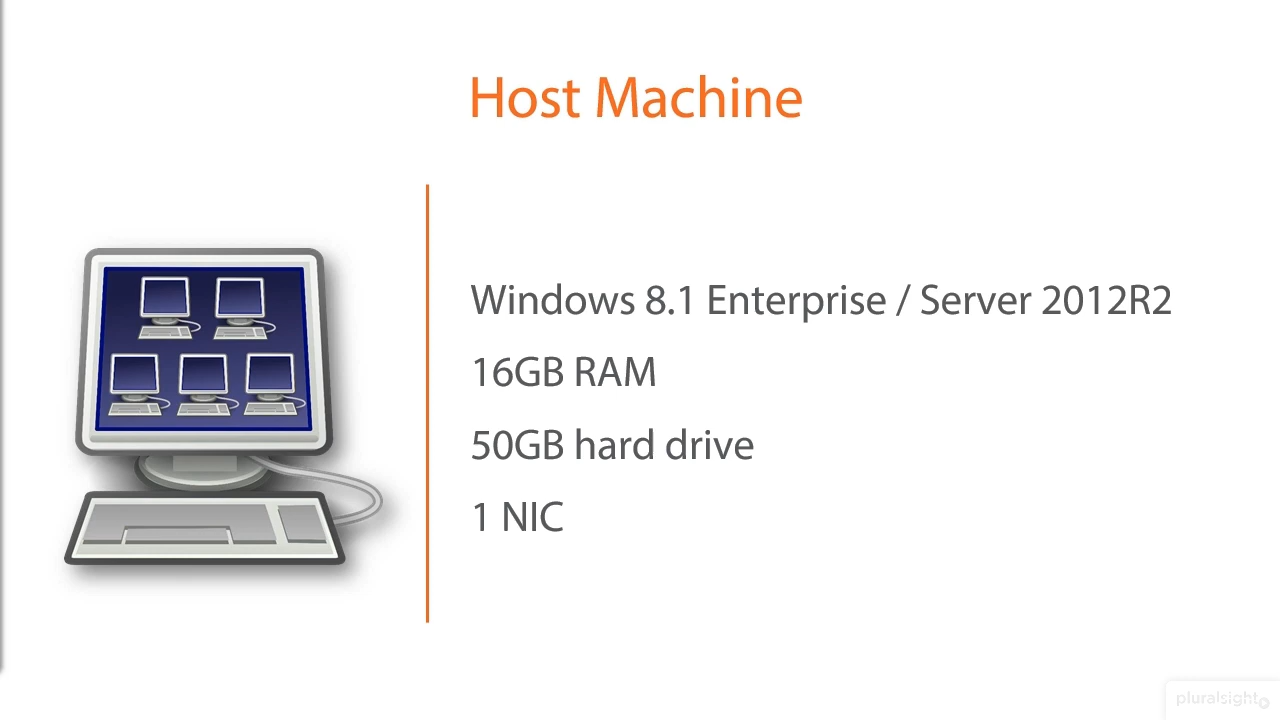 Host Machine
Windows 8.1 Enterprise / Server 2012R2
16GB RAM
50GB hard drive
1 NIC
pluralsight